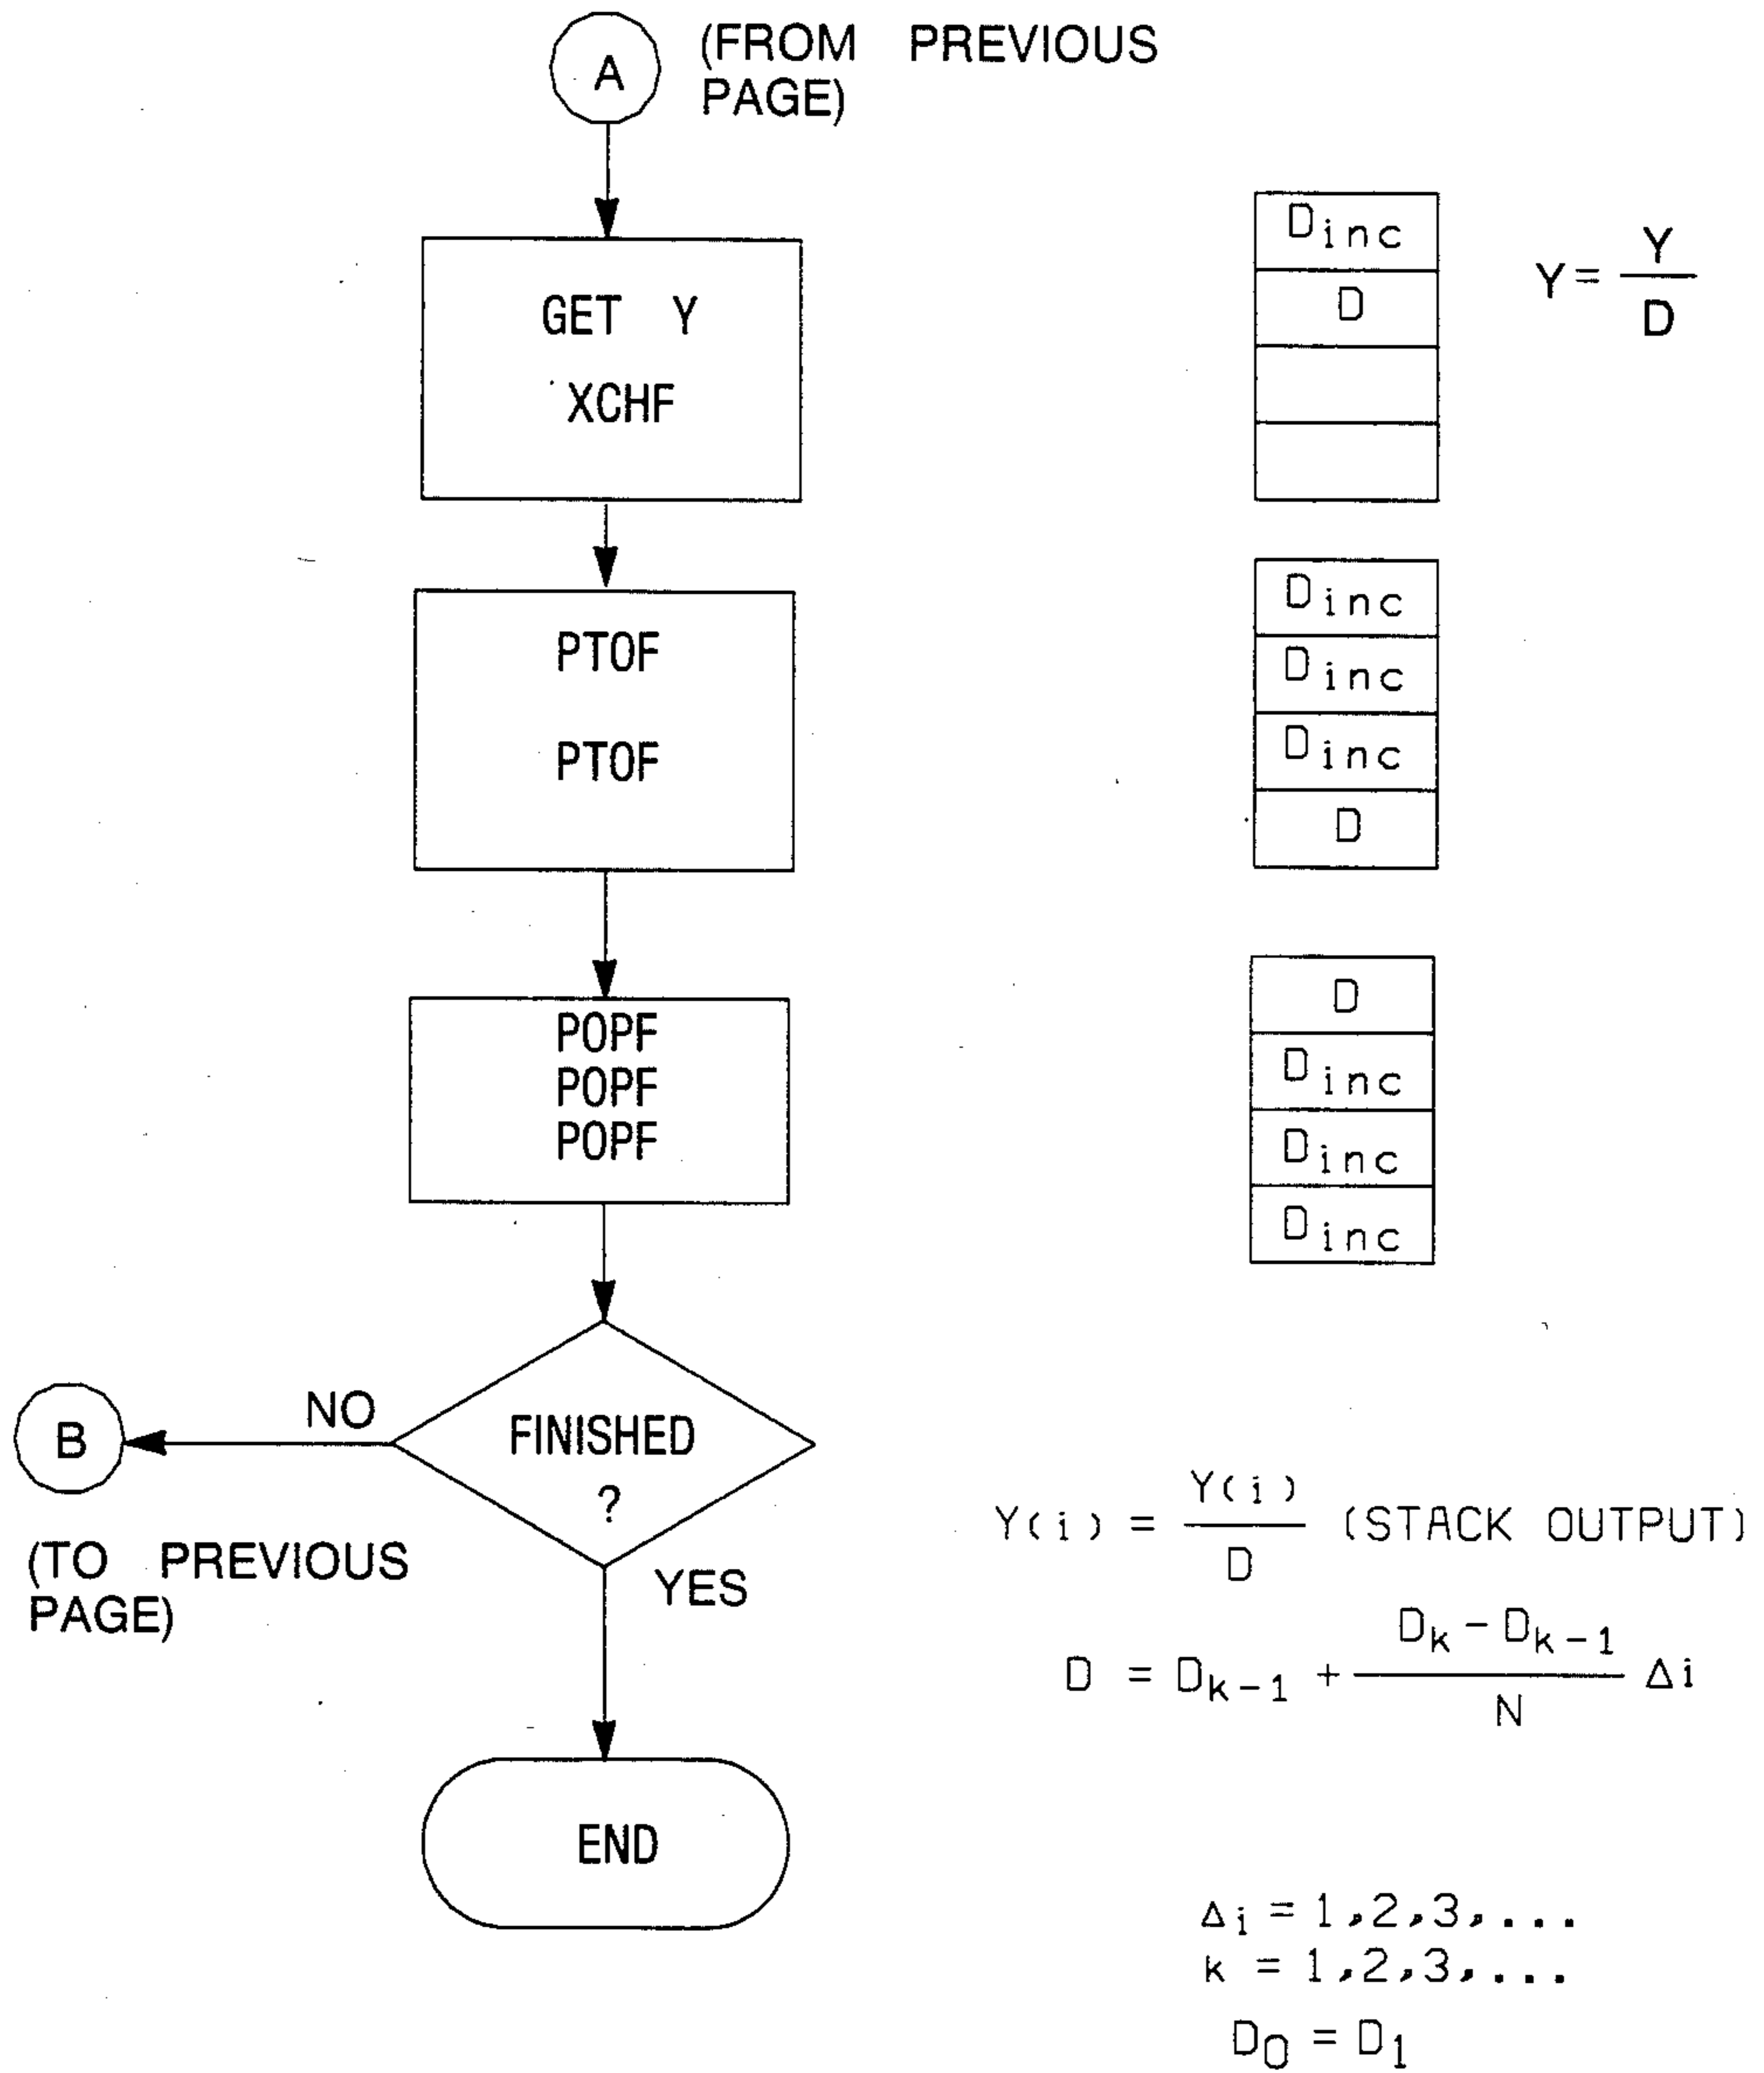 A
(FROM PREVIOUS
PAGE)
GET Y
XCHF
Dinc
D
Y = Y/D
PTOF
PTOF
Dinc
Dinc
Dinc
D
POPF
POPF
POPF
D
Dinc
Dinc
Dinc
FINISHED
?
NO
B
(TO PREVIOUS
PAGE)
YES
END
Y(i) = Y(i)/D (STACK OUTPUT)
D = Dk-1 + Dk - Dk-1/N Δi
Δi = 1,2,3,...
k = 1,2,3,...
D0 = D1